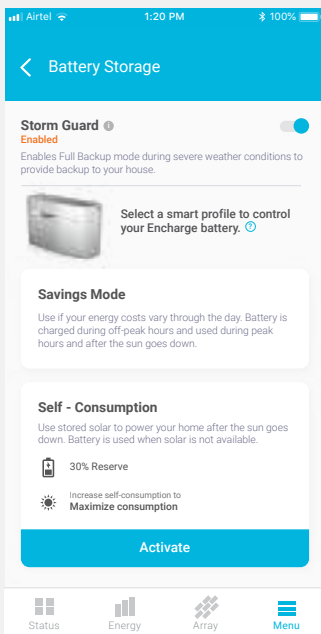 Airtel 1:20 PM 100%
Battery Storage
Storm Guard
Enabled
Enables Full Backup mode during severe weather conditions to
provide backup to your house.
Select a smart profile to control
your Encharge battery.
Savings Mode
Use if your energy costs vary through the day. Battery is
charged during off-peak hours and used during peak
hours and after the sun goes down.
Self - Consumption
Use stored solar to power your home after the sun goes
down. Battery is used when solar is not available.
30% Reserve
Increase self-consumption to
Maximize consumption
Activate
Status Energy Array Menu